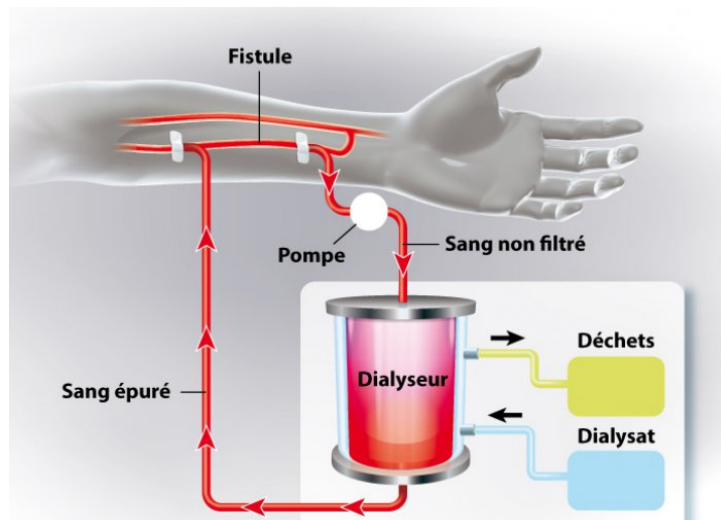 Fistule
Pompe
Sang non filtré
Déchets
Dialyseur
Sang épuré
Dialysat